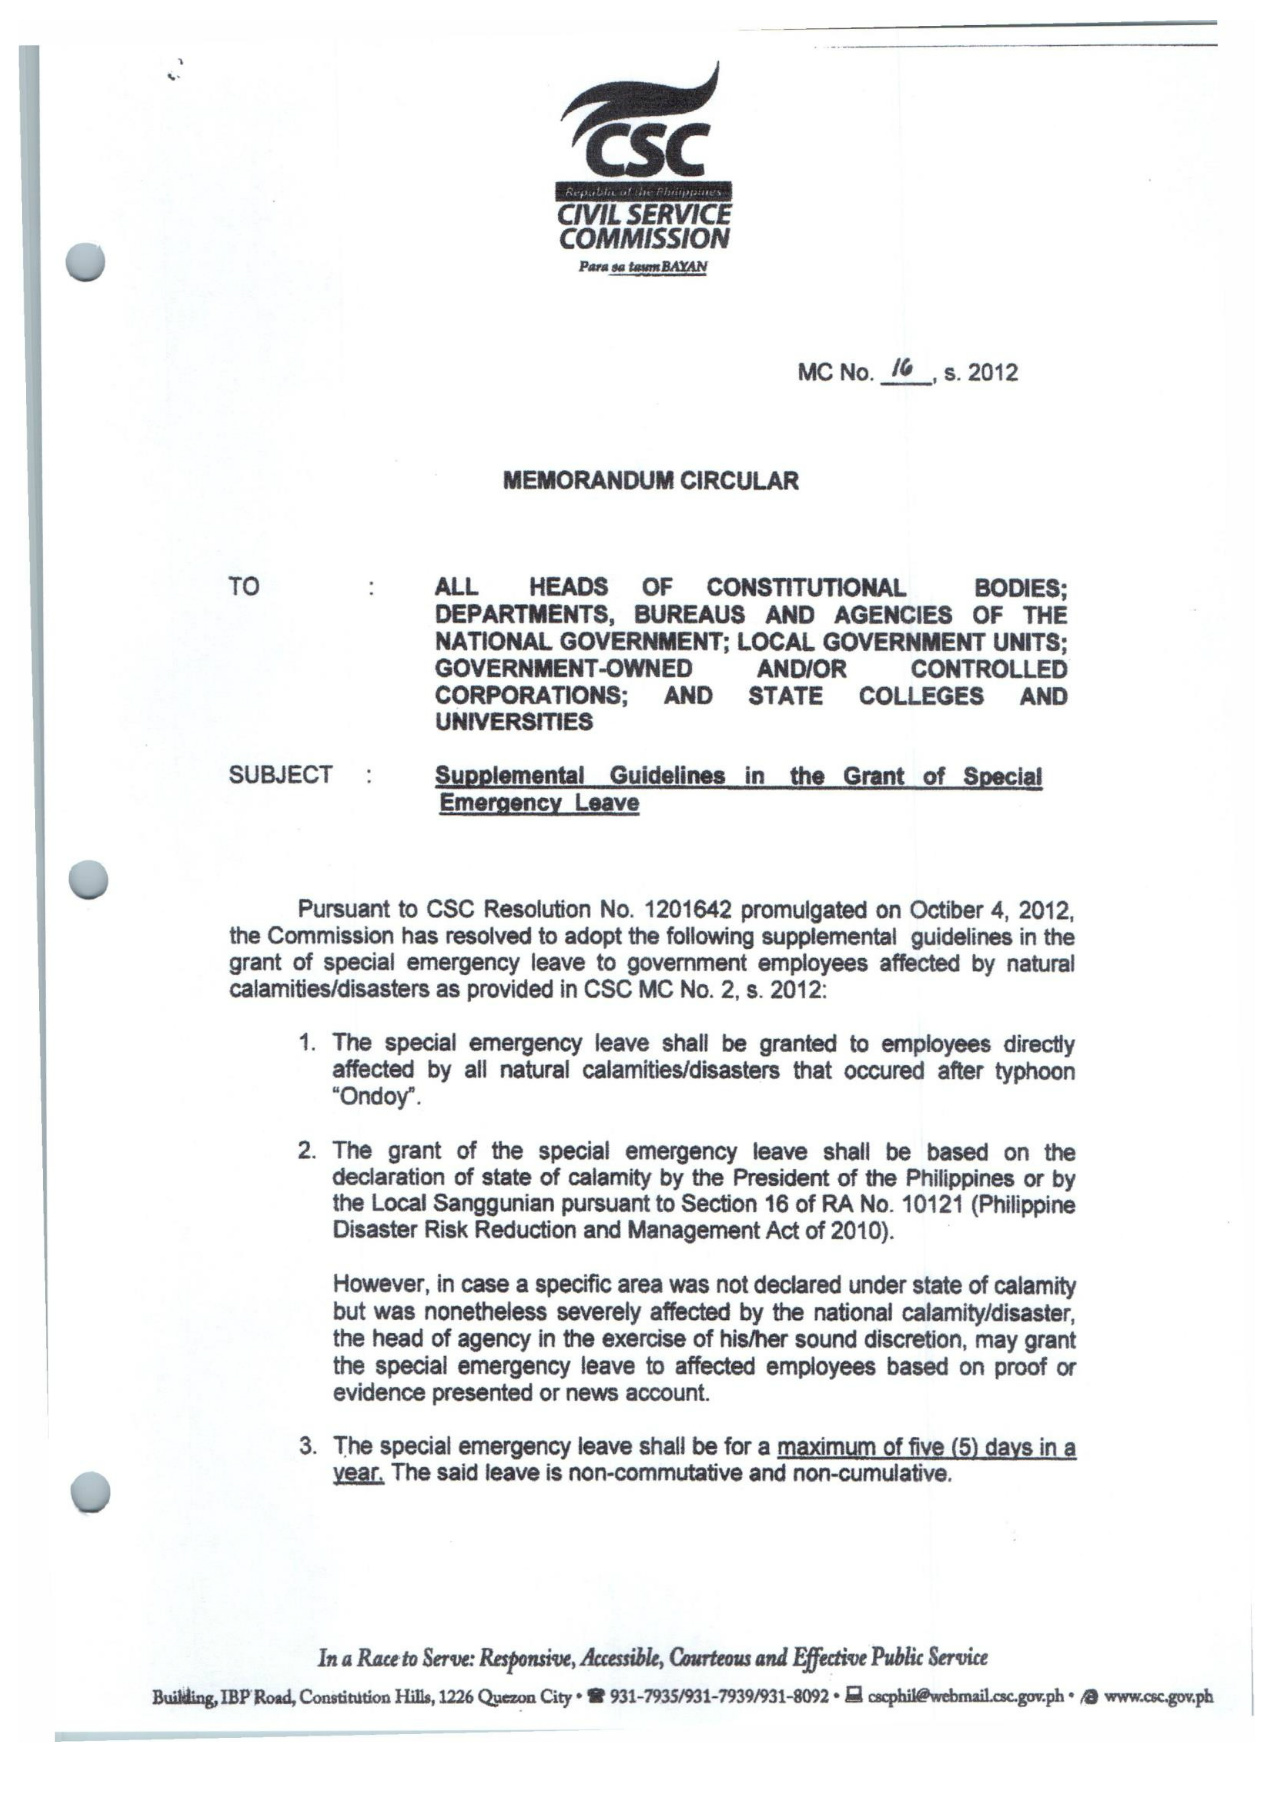 CSC
Republic of the Philippines
CIVIL SERVICE
COMMISSION
Para sa taum BAYAN
MC No. 16, s. 2012
MEMORANDUM CIRCULAR
TO : ALL HEADS OF CONSTITUTIONAL BODIES;
DEPARTMENTS, BUREAUS AND AGENCIES OF THE
NATIONAL GOVERNMENT; LOCAL GOVERNMENT UNITS;
GOVERNMENT-OWNED AND/OR CONTROLLED
CORPORATIONS; AND STATE COLLEGES AND
UNIVERSITIES
SUBJECT : Supplemental Guidelines in the Grant of Special
Emergency Leave
Pursuant to CSC Resolution No. 1201642 promulgated on Octiber 4, 2012,
the Commission has resolved to adopt the following supplemental guidelines in the
grant of special emergency leave to government employees affected by natural
calamities/disasters as provided in CSC MC No. 2, s. 2012:
1. The special emergency leave shall be granted to employees directly
affected by all natural calamities/disasters that occured after typhoon
“Ondoy”.
2. The grant of the special emergency leave shall be based on the
declaration of state of calamity by the President of the Philippines or by
the Local Sanggunian pursuant to Section 16 of RA No. 10121 (Philippine
Disaster Risk Reduction and Management Act of 2010).
However, in case a specific area was not declared under state of calamity
but was nonetheless severely affected by the national calamity/disaster,
the head of agency in the exercise of his/her sound discretion, may grant
the special emergency leave to affected employees based on proof or
evidence presented or news account.
3. The special emergency leave shall be for a maximum of five (5) days in a
year. The said leave is non-commutative and non-cumulative.
In a Race to Serve: Responsive, Accessible, Courteous and Effective Public Service
Building, IBP Road, Constitution Hills, 1226 Quezon City • ☎ 931-7935/931-7939/931-8092 • cscphil@webmail.csc.gov.ph • www.csc.gov.ph